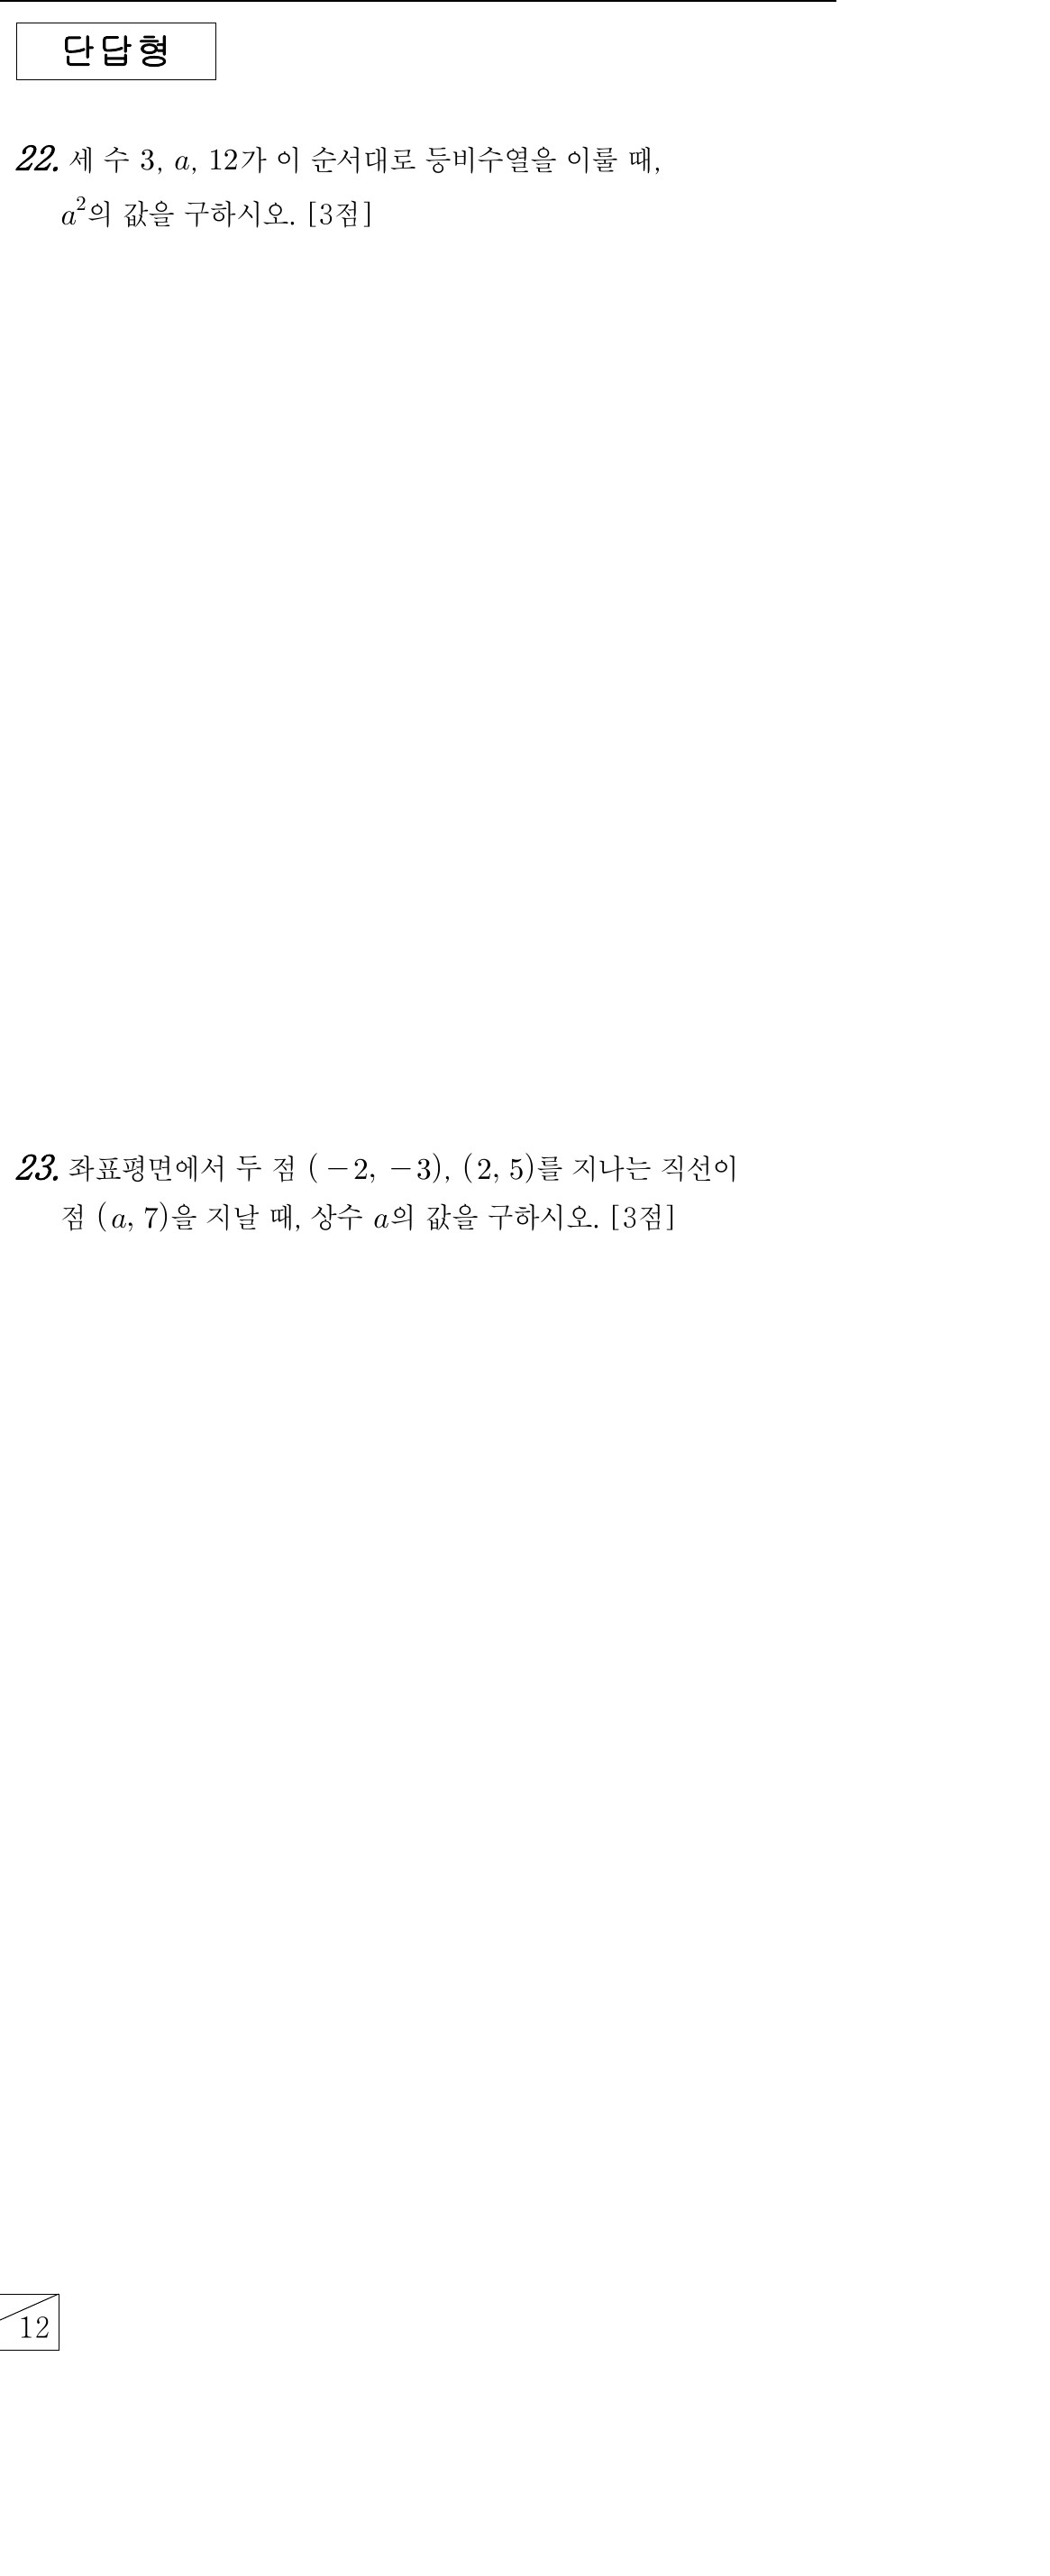 단답형
22. 세 수 3, a, 12가 이 순서대로 등비수열을 이룰 때,
a²의 값을 구하시오. [3점]
23. 좌표평면에서 두 점 (-2, -3), (2, 5)를 지나는 직선이
점 (a, 7)을 지날 때, 상수 a의 값을 구하시오. [3점]
12